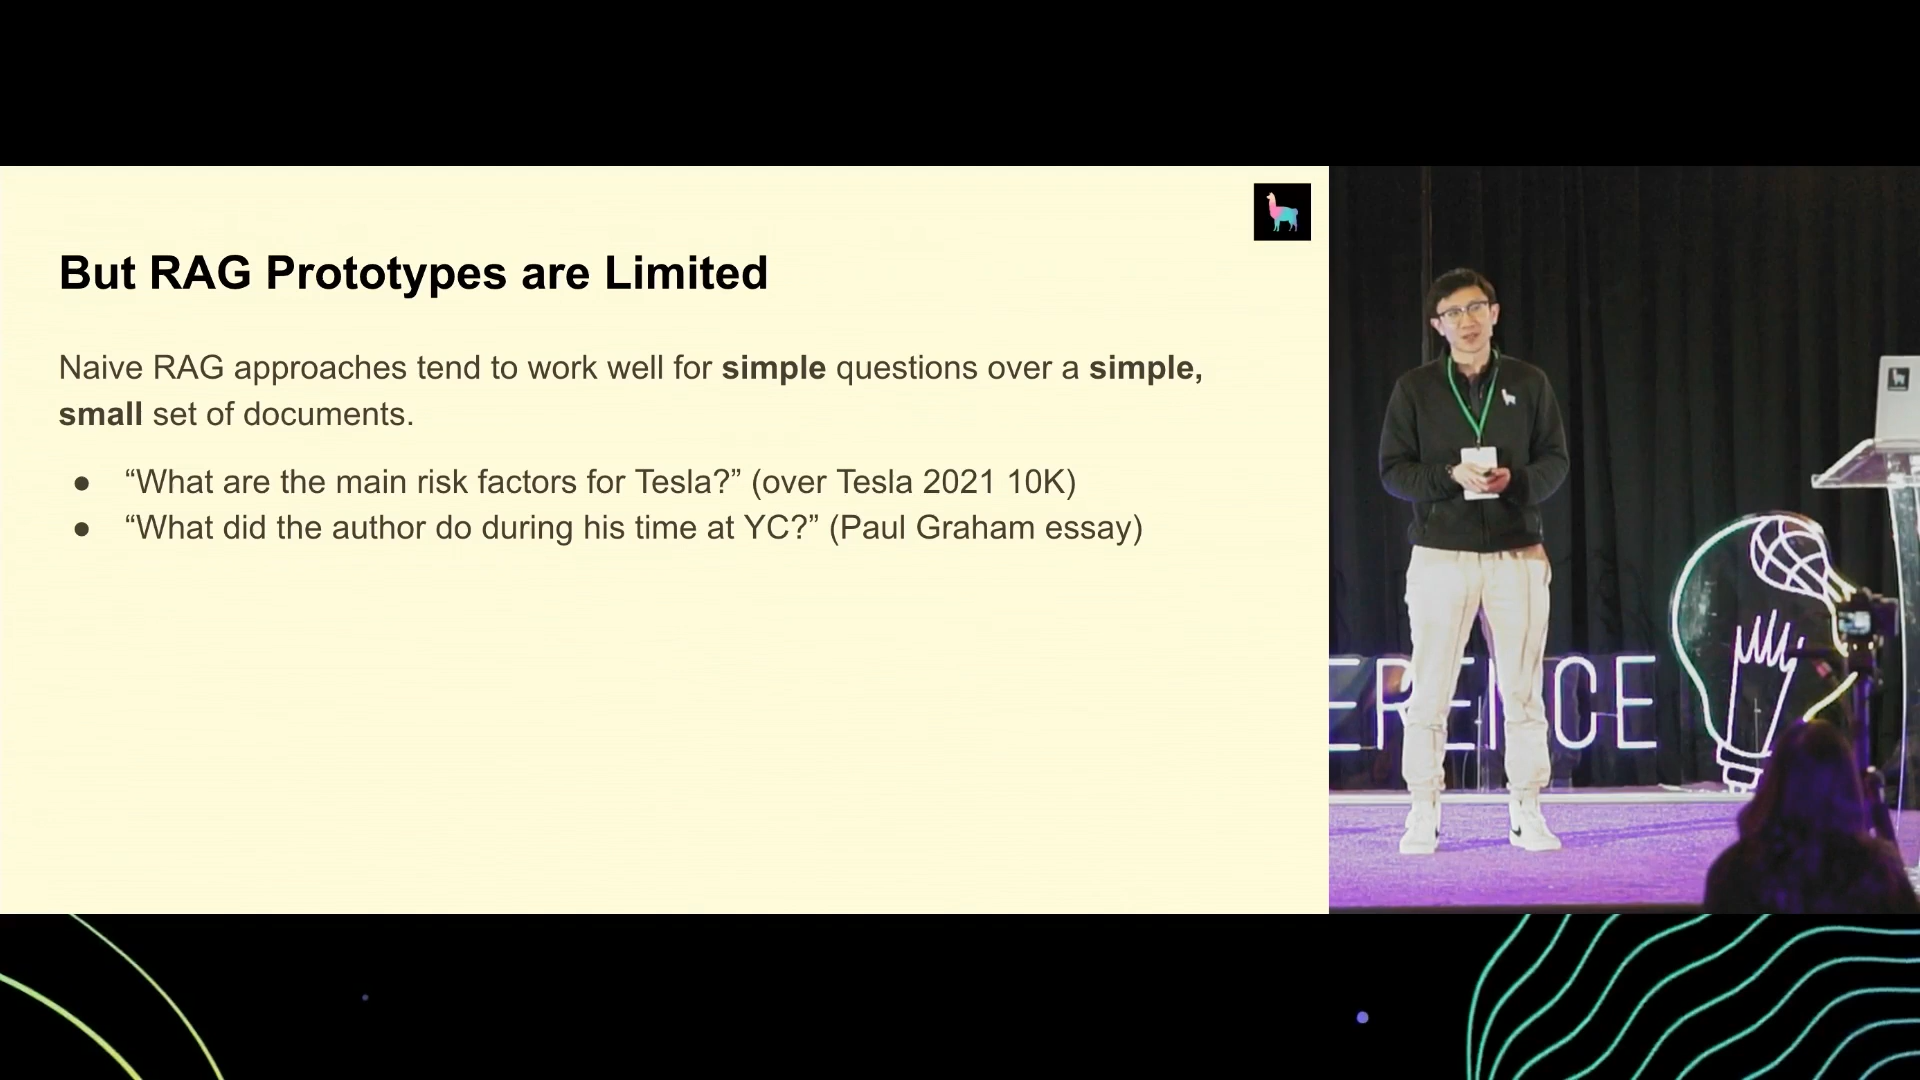 But RAG Prototypes are Limited
Naive RAG approaches tend to work well for simple questions over a simple,
small set of documents.
● “What are the main risk factors for Tesla?” (over Tesla 2021 10K)
● “What did the author do during his time at YC?” (Paul Graham essay)
ERENCE